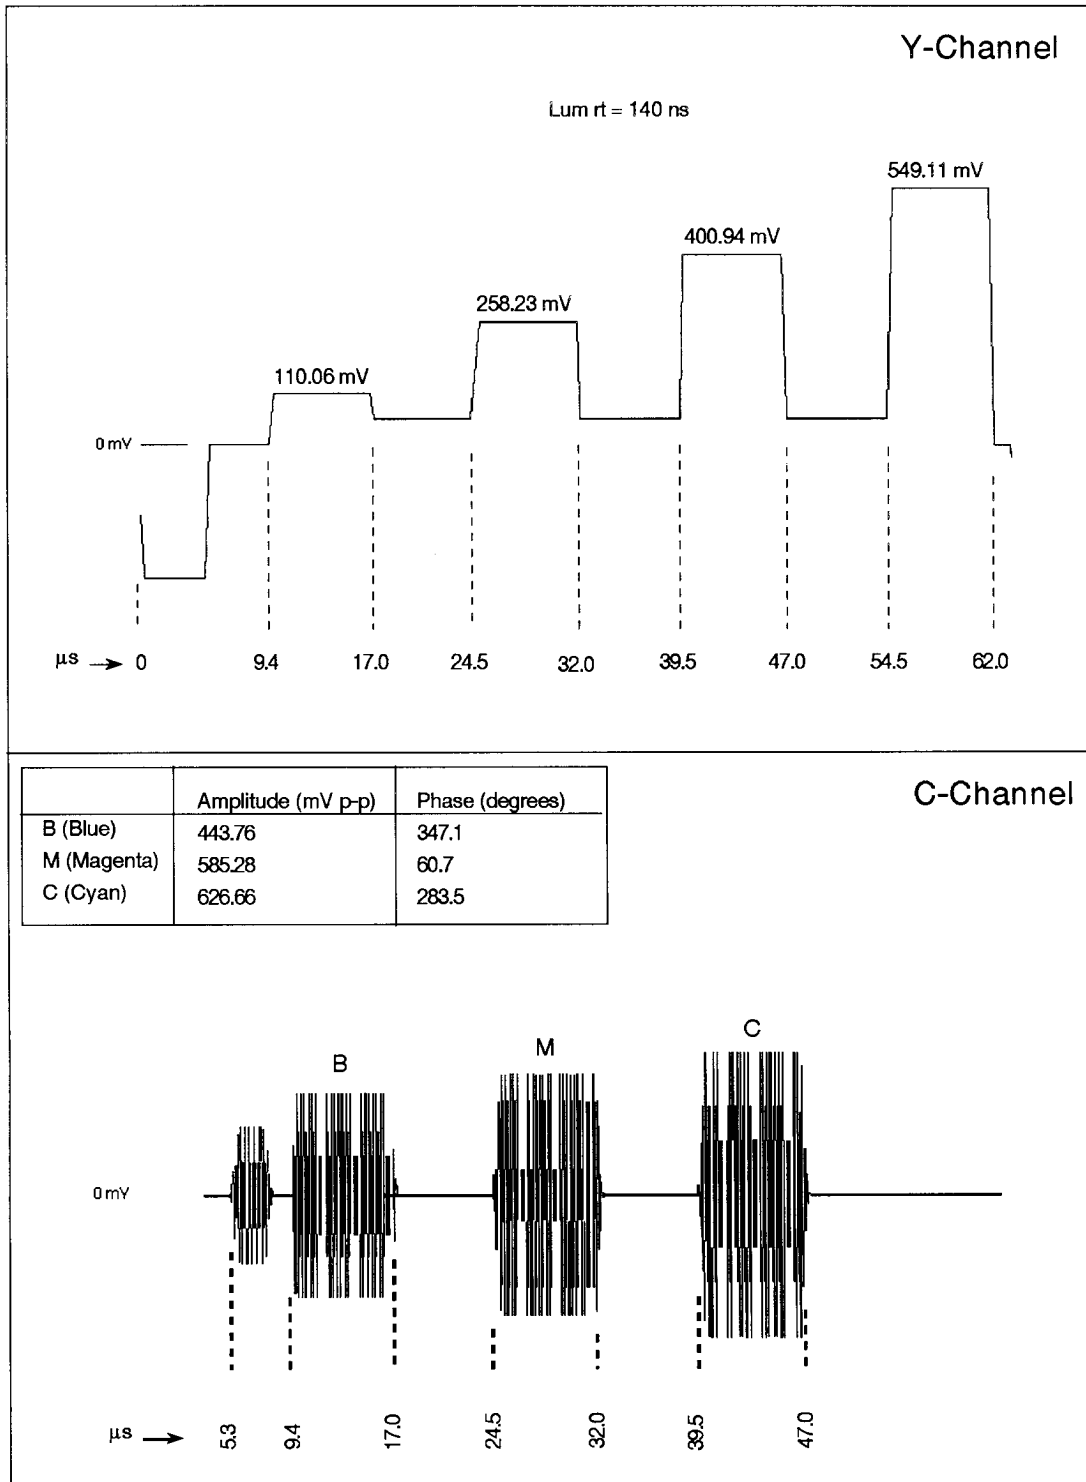 Y-Channel
Lum rt = 140 ns
549.11 mV
400.94 mV
258.23 mV
110.06 mV
0 mV
µs → 0 9.4 17.0 24.5 32.0 39.5 47.0 54.5 62.0
C-Channel
Amplitude (mV p-p) Phase (degrees)
B (Blue) 443.76 347.1
M (Magenta) 585.28 60.7
C (Cyan) 626.66 283.5
B M C
0 mV
µs → 5.3 9.4 17.0 24.5 32.0 39.5 47.0